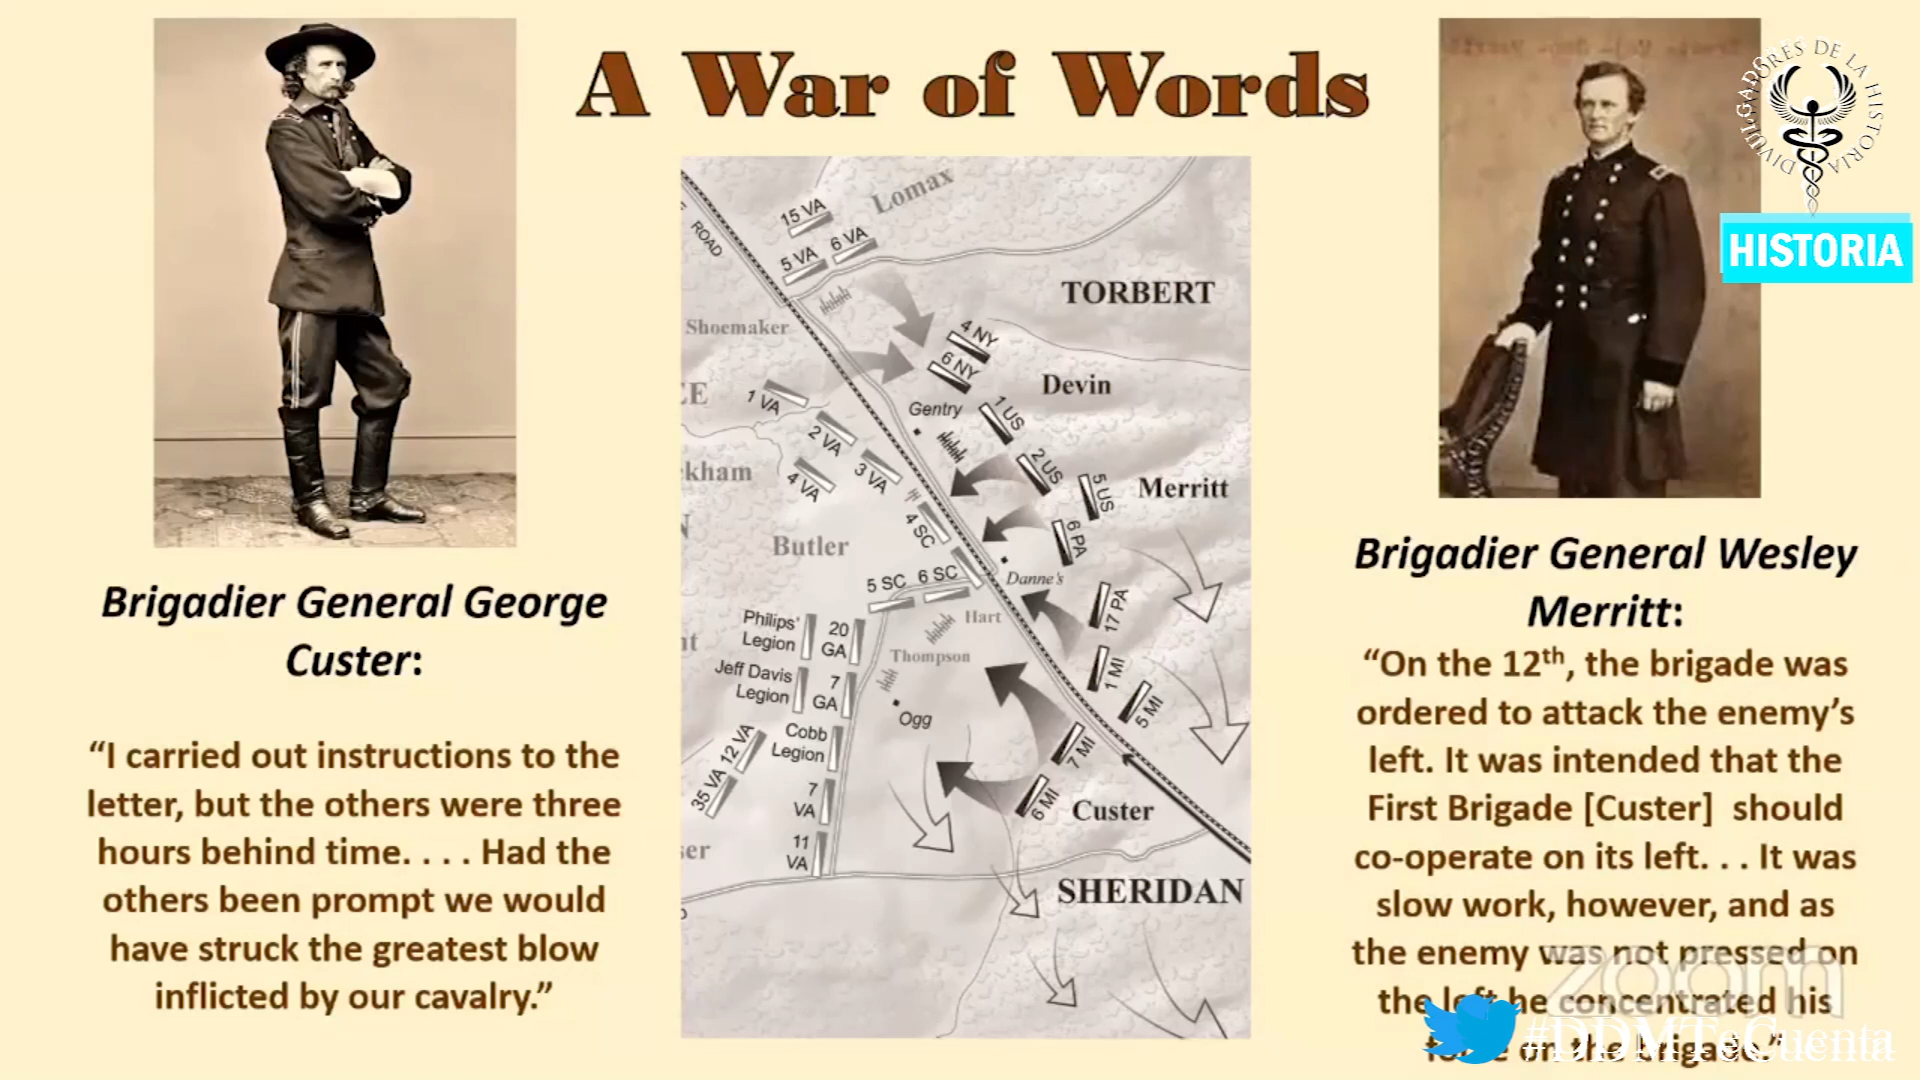 A War of Words
DIVULGADORES DE LA HISTORIA
HISTORIA
Brigadier General George
Custer:
“I carried out instructions to the
letter, but the others were three
hours behind time. . . . Had the
others been prompt we would
have struck the greatest blow
inflicted by our cavalry.”
ROAD
15 VA
Lomax
5 VA
6 VA
TORBERT
Shoemaker
4 NY
6 NY
Devin
1 VA
Gentry
1 US
2 VA
3 VA
4 VA
kham
2 US
5 US
Merritt
4 SC
6 PA
Butler
5 SC
6 SC
Danne's
Hart
17 PA
Philips'
Legion
20
GA
Thompson
1 MI
Jeff Davis
Legion
7
GA
5 MI
Ogg
Cobb
Legion
12 VA
35 VA
7 MI
7
VA
6 MI
Custer
11
VA
ser
SHERIDAN
Brigadier General Wesley
Merritt:
“On the 12th, the brigade was
ordered to attack the enemy’s
left. It was intended that the
First Brigade [Custer] should
co-operate on its left. . . It was
slow work, however, and as
the enemy was not pressed on
the left he concentrated his
on the brigade.”
zoom
#DDMTeCuenta